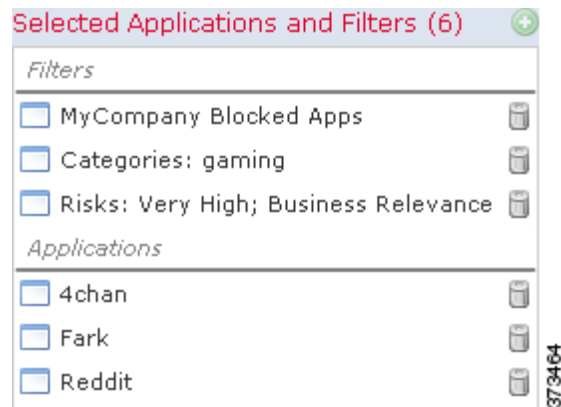 Selected Applications and Filters (6)
Filters
MyCompany Blocked Apps
Categories: gaming
Risks: Very High; Business Relevance
Applications
4chan
Fark
Reddit
373464